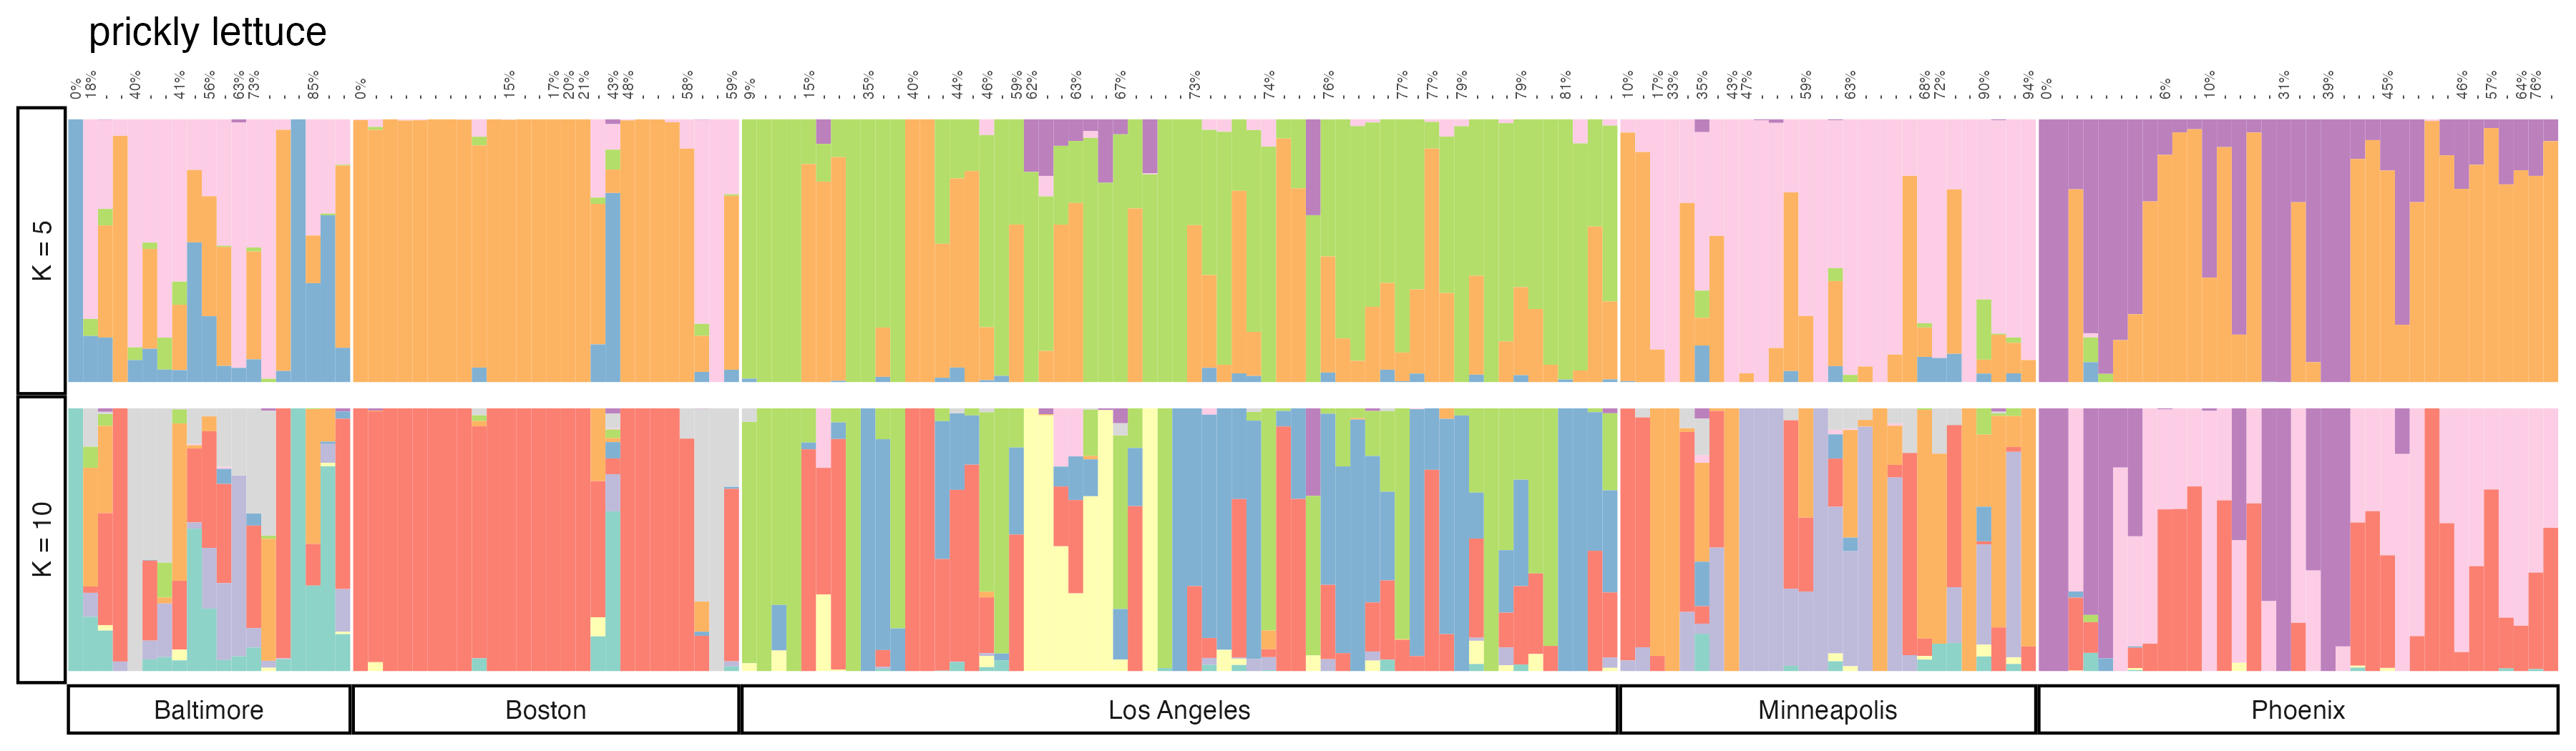 prickly lettuce
0% 18% - - 40% - - 41% - 56% - 63% 73% - - - 85% - -
0% - - - - - - - - - 15% - - 17% 20% 21% - 43% 48% - - - 58% - - 59%
9% - - - 15% - - - 35% - - 40% - - 44% - 46% - 59% 62% - - 63% - - 67% - - - - 73% - - - - 74% - - - 76% - - - - 77% - 77% - 79% - - - 79% - - 81% - - -
10% - 17% 33% - 35% - 43% 47% - - - 59% - - 63% - - - - 68% 72% - - 90% - - 94%
0% - - - - - - - 6% - - 10% - - - - 31% - - 39% - - - 45% - - - - 46% - 57% - 64% 76% -
K = 5
K = 10
Baltimore Boston Los Angeles Minneapolis Phoenix